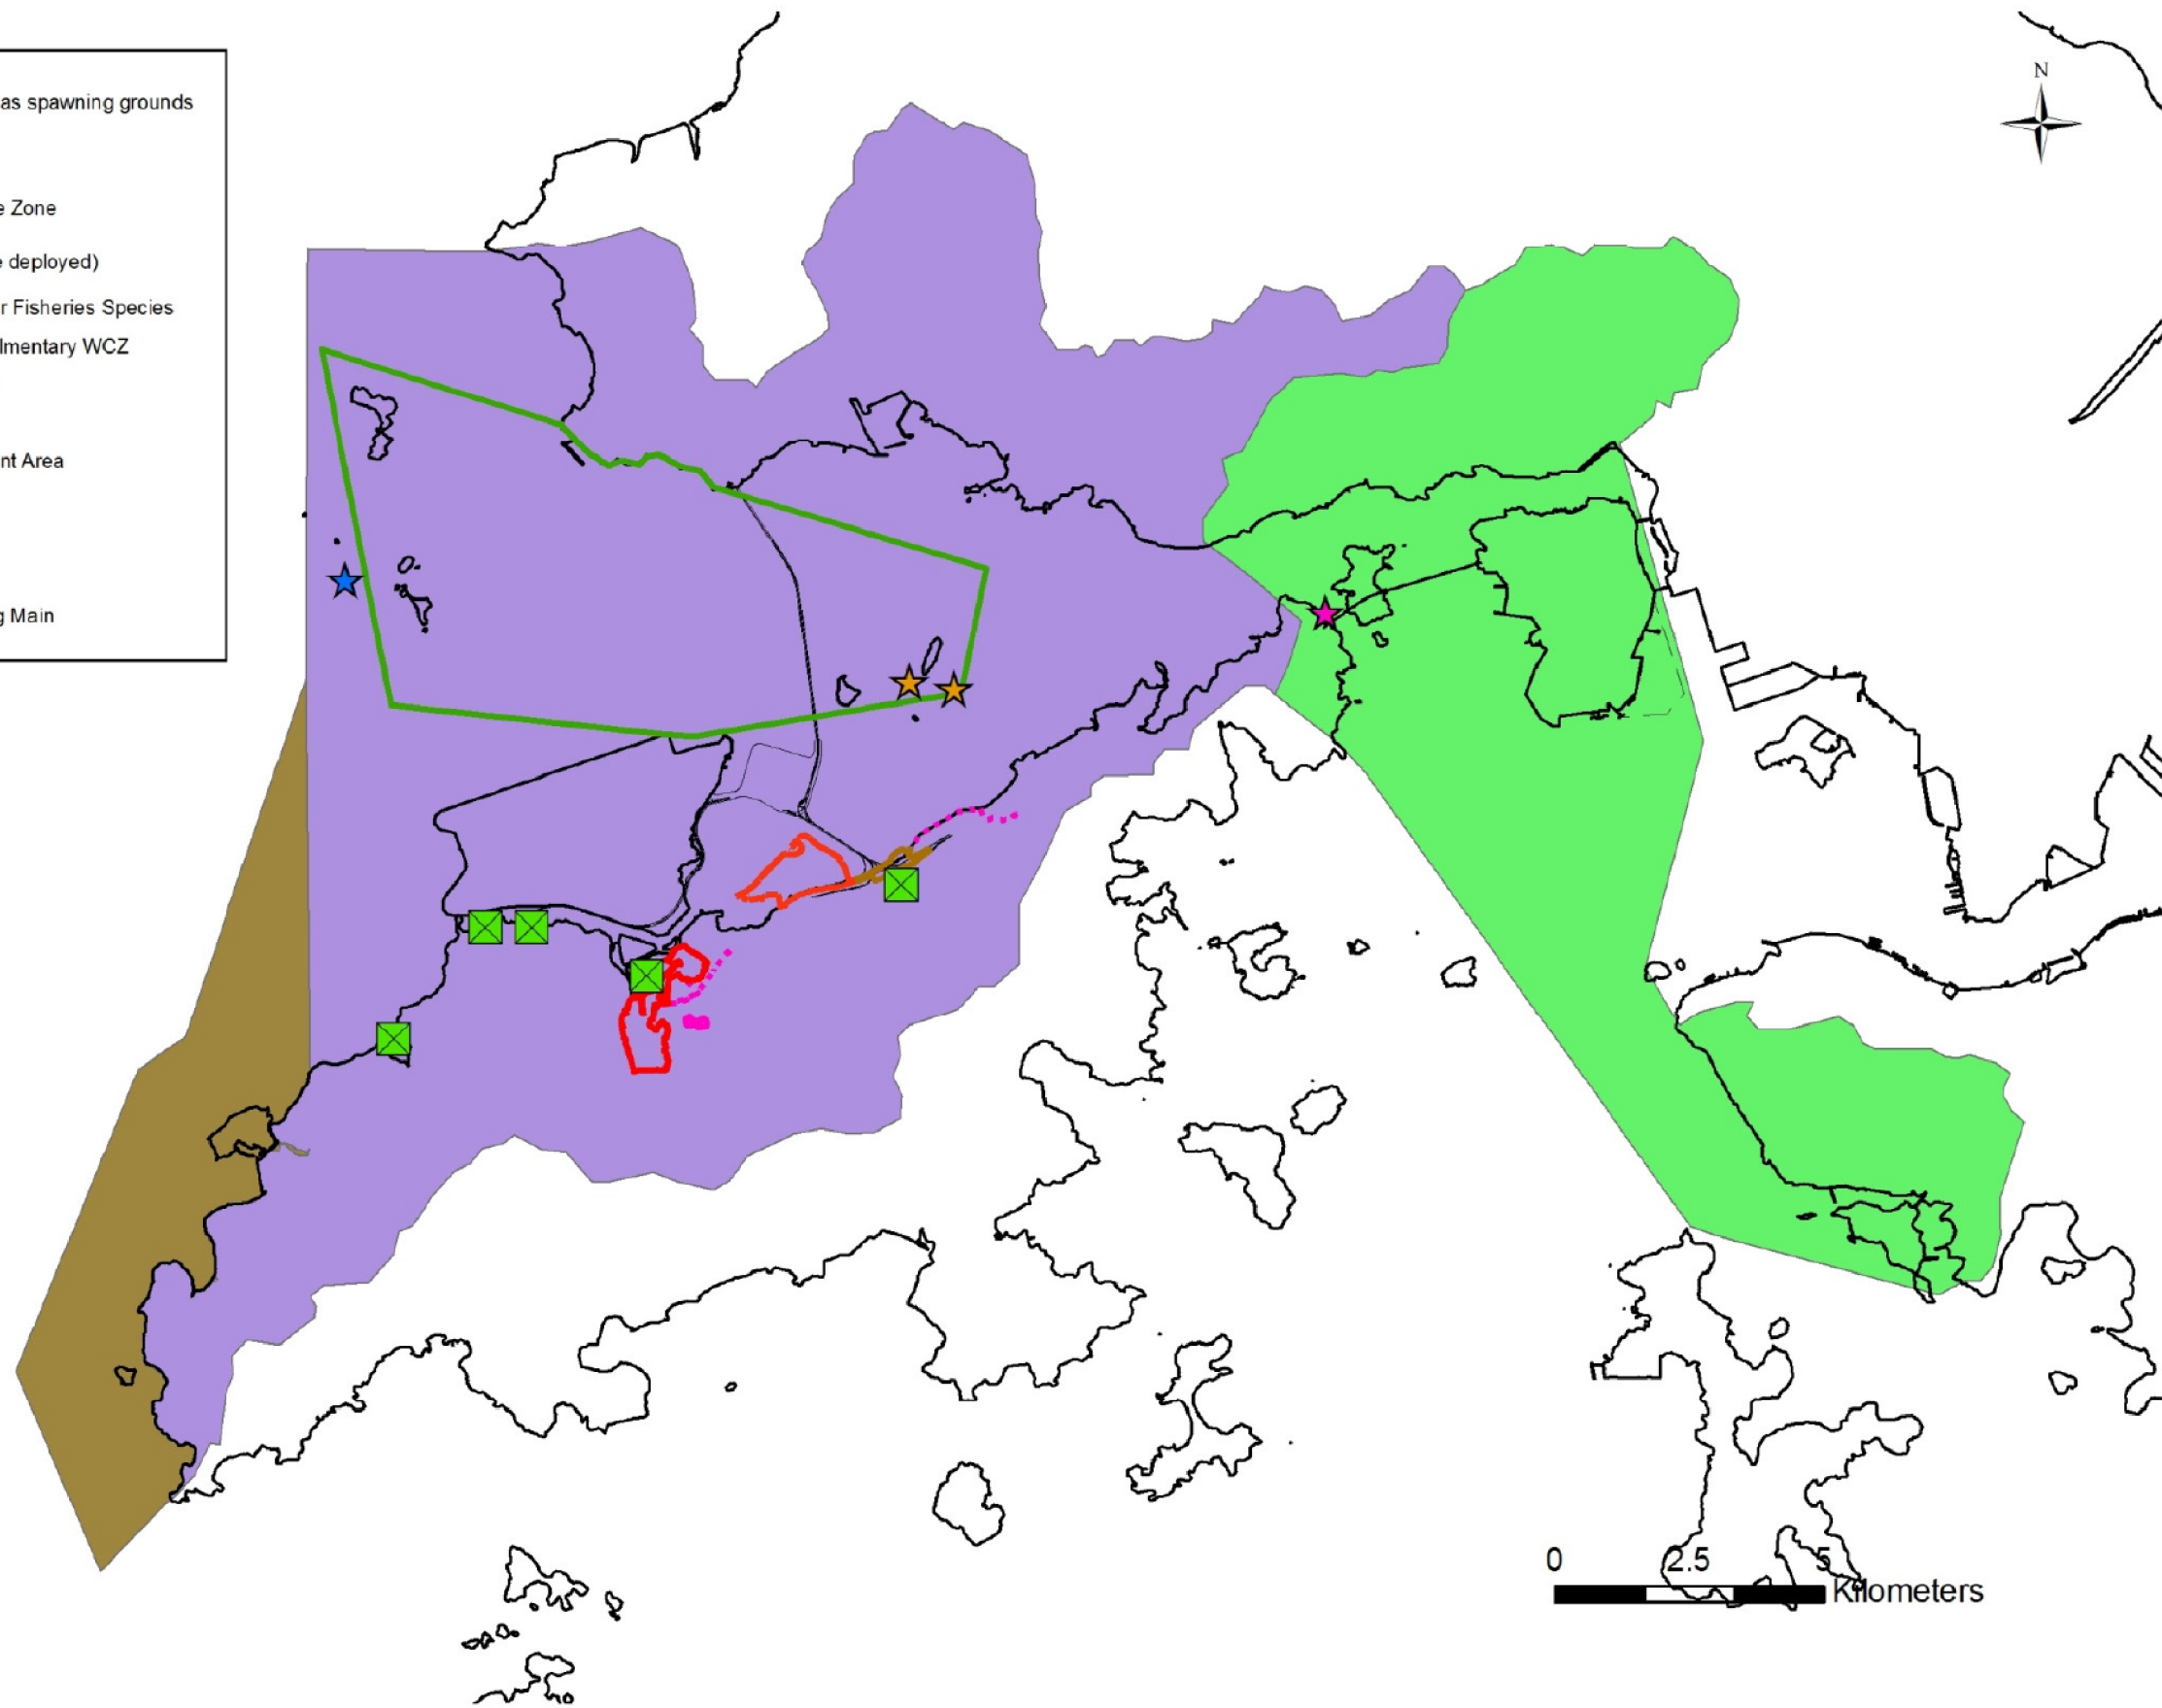 as spawning grounds
e Zone
e deployed)
r Fisheries Species
lmentary WCZ
nt Area
g Main
N
0 2.5 5
Kilometers